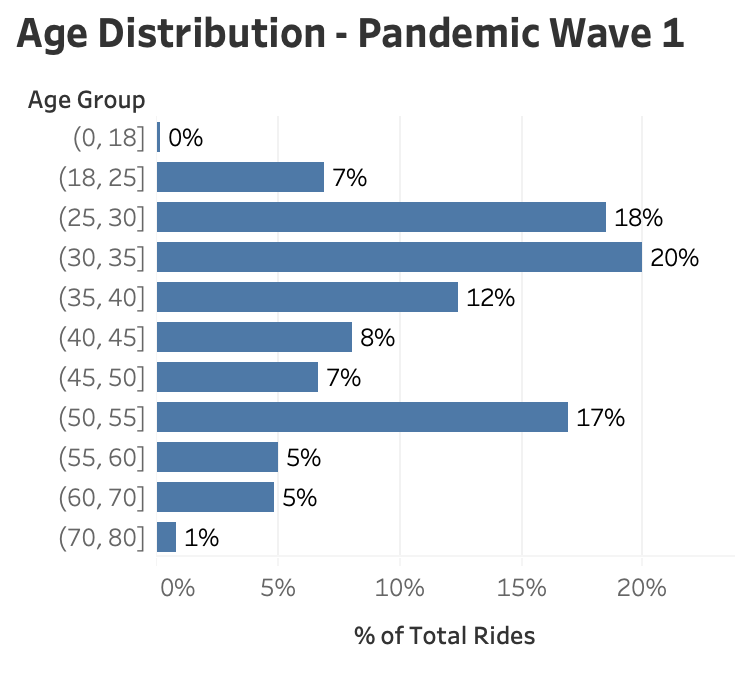 Age Distribution - Pandemic Wave 1
Age Group
(0, 18] 0%
(18, 25] 7%
(25, 30] 18%
(30, 35] 20%
(35, 40] 12%
(40, 45] 8%
(45, 50] 7%
(50, 55] 17%
(55, 60] 5%
(60, 70] 5%
(70, 80] 1%
0% 5% 10% 15% 20%
% of Total Rides